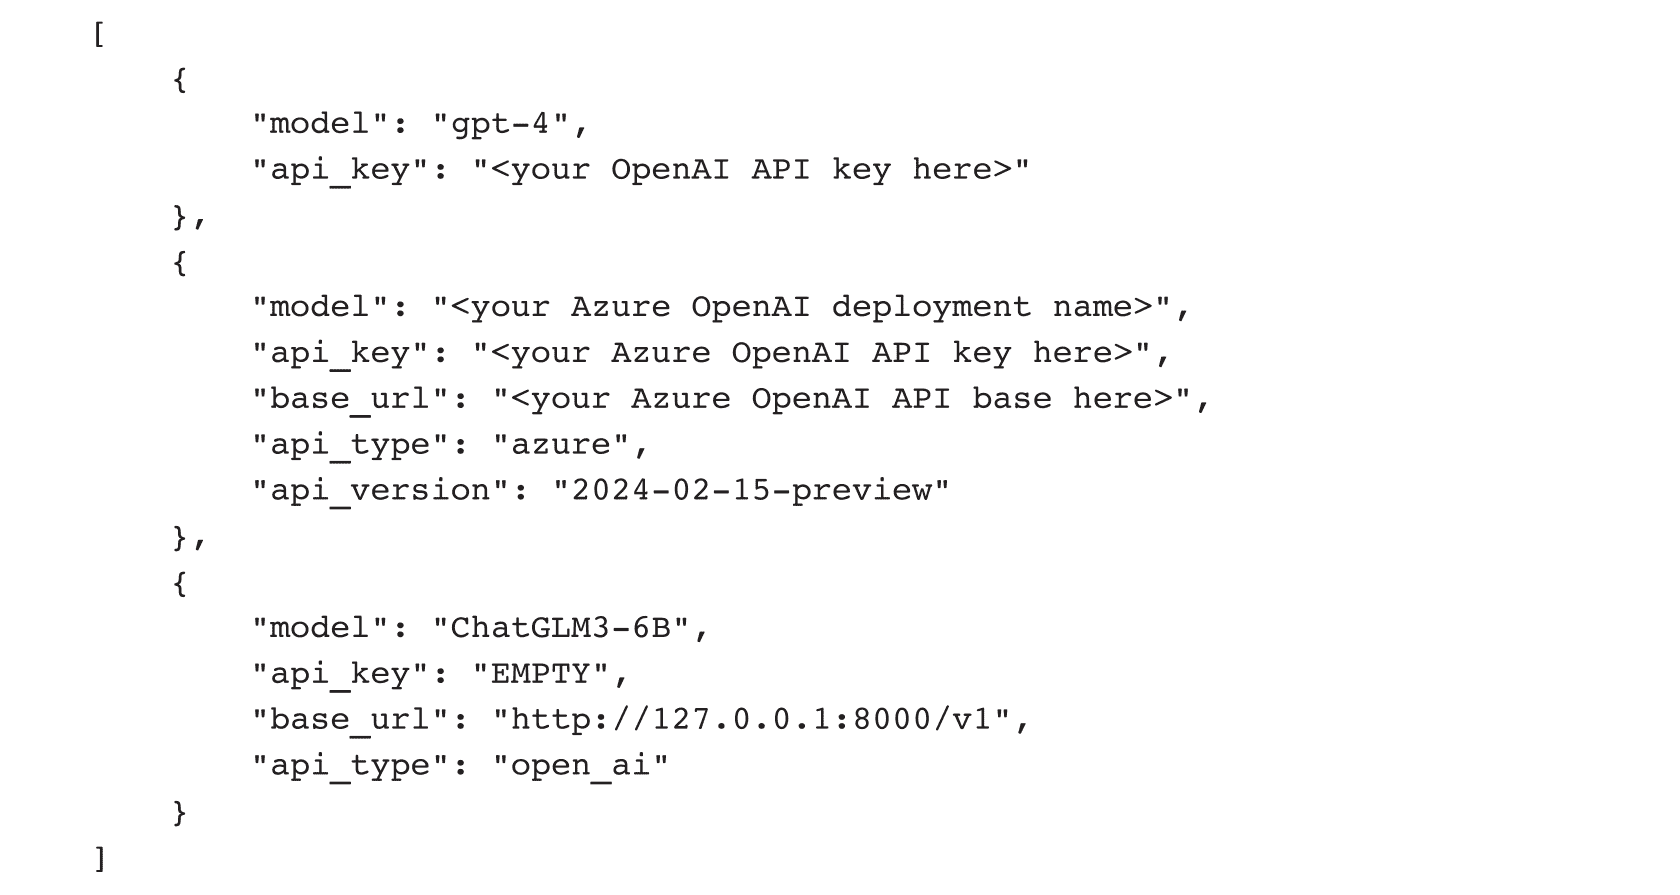 [
    {
        "model": "gpt-4",
        "api_key": "<your OpenAI API key here>"
    },
    {
        "model": "<your Azure OpenAI deployment name>",
        "api_key": "<your Azure OpenAI API key here>",
        "base_url": "<your Azure OpenAI API base here>",
        "api_type": "azure",
        "api_version": "2024-02-15-preview"
    },
    {
        "model": "ChatGLM3-6B",
        "api_key": "EMPTY",
        "base_url": "http://127.0.0.1:8000/v1",
        "api_type": "open_ai"
    }
]